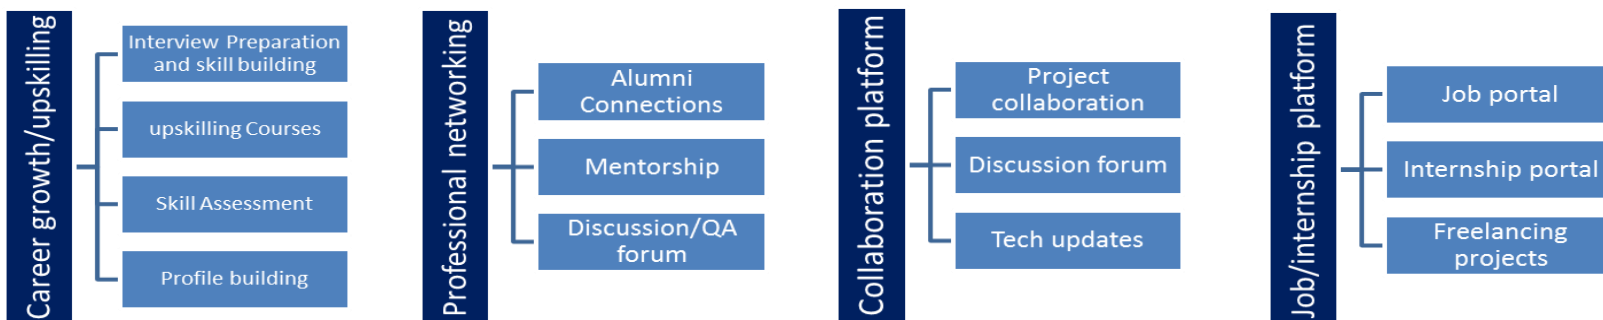 Career growth/upskilling
Interview Preparation
and skill building
upskilling Courses
Skill Assessment
Profile building
Professional networking
Alumni
Connections
Mentorship
Discussion/QA
forum
Collaboration platform
Project
collaboration
Discussion forum
Tech updates
Job/internship platform
Job portal
Internship portal
Freelancing
projects